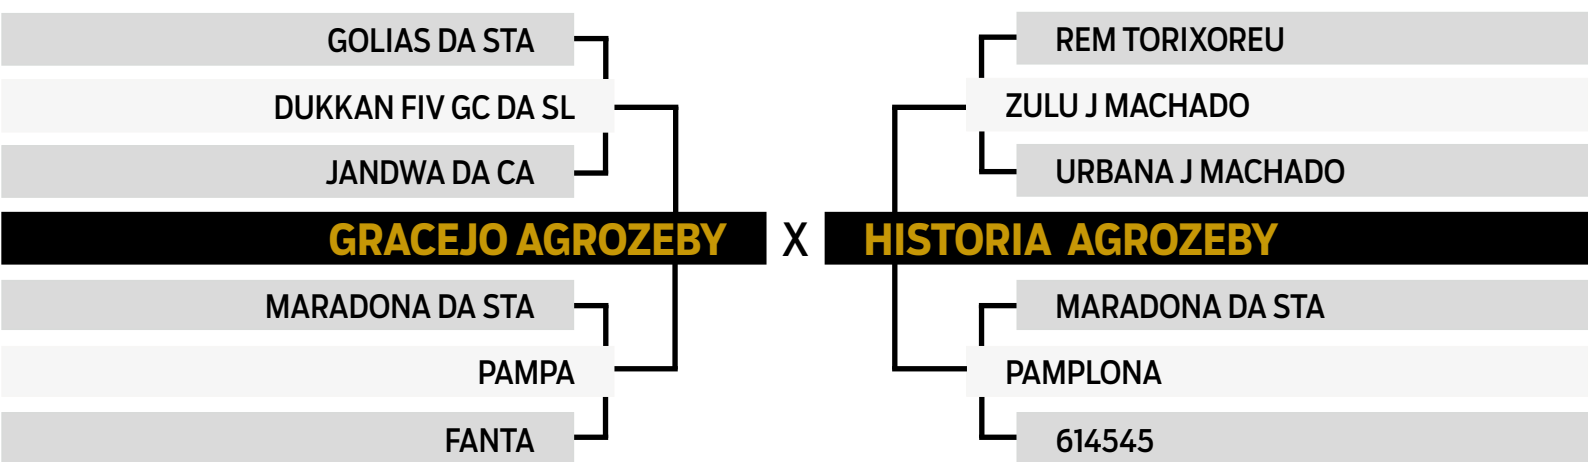 GOLIAS DA STA
DUKKAN FIV GC DA SL
JANDWA DA CA
GRACEJO AGROZEBY
MARADONA DA STA
PAMPA
FANTA
X
REM TORIXOREU
ZULU J MACHADO
URBANA J MACHADO
HISTORIA AGROZEBY
MARADONA DA STA
PAMPLONA
614545